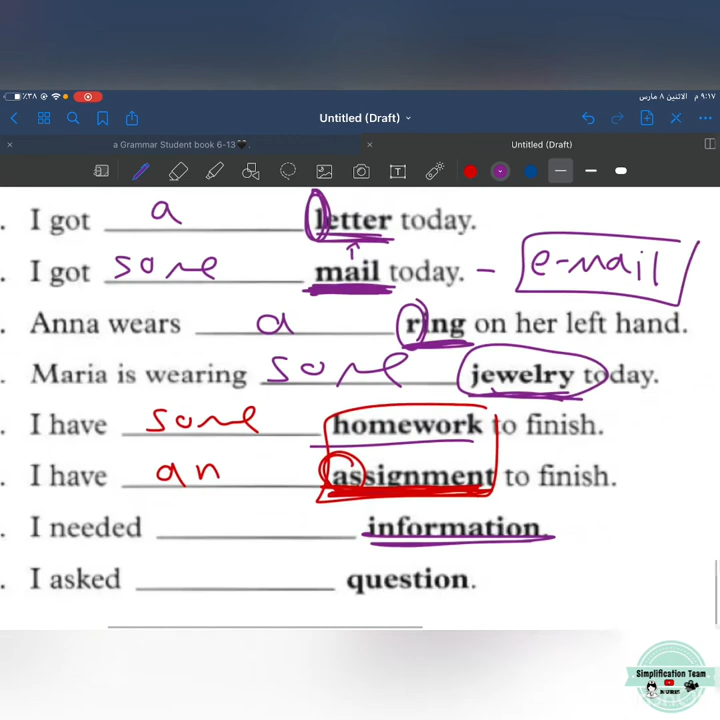 ٪٣٨
٩:١٧ م الاثنين ٨ مارس
Untitled (Draft)
a Grammar Student book 6-13🖤.
Untitled (Draft)
. I got a letter today.
. I got some mail today. - e-mail
. Anna wears a ring on her left hand.
. Maria is wearing some jewelry today.
. I have some homework to finish.
. I have an assignment to finish.
. I needed ____________ information
. I asked ____________ question.
Simplification Team